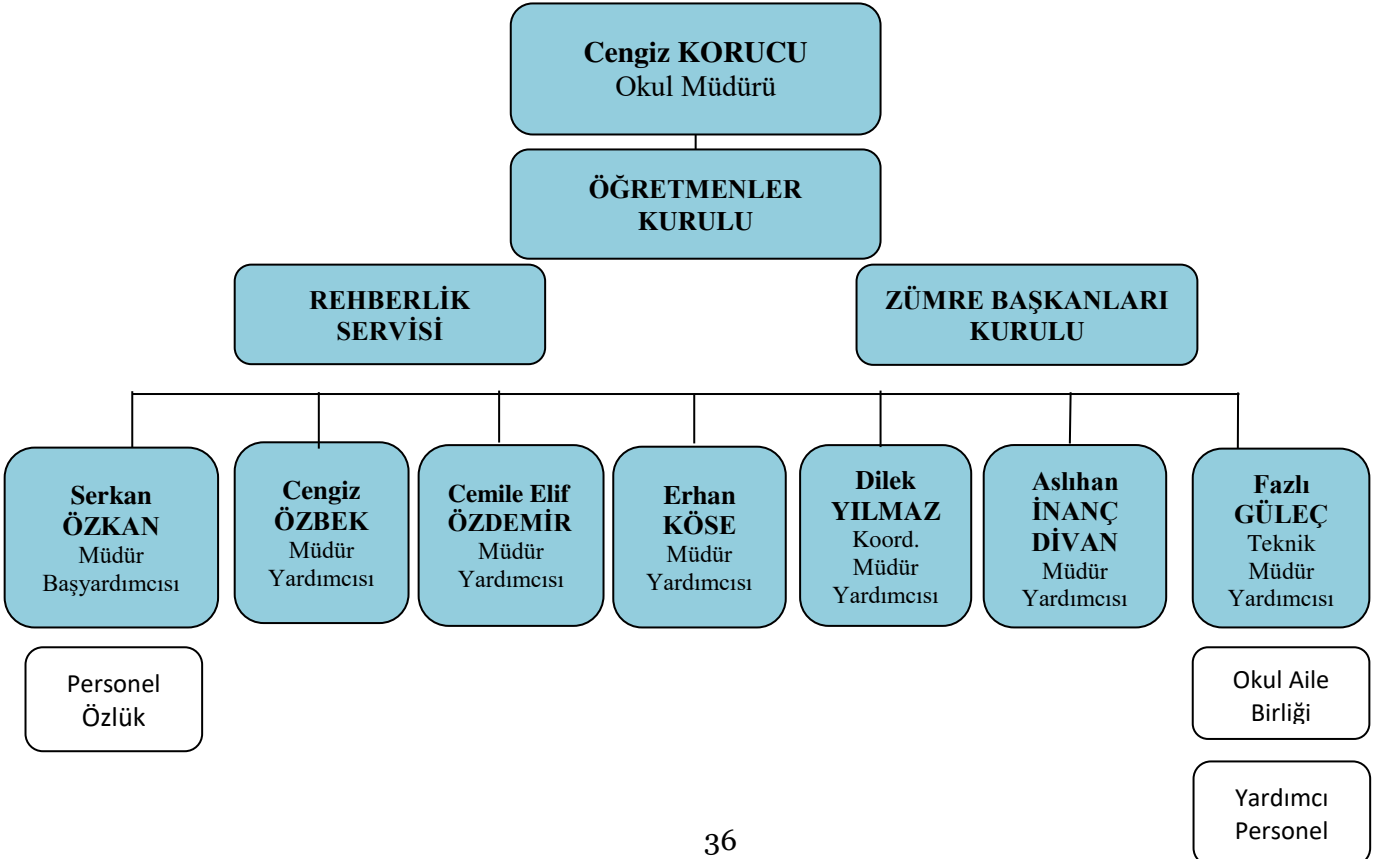 Cengiz KORUCU
Okul Müdürü
ÖĞRETMENLER
KURULU
REHBERLİK
SERVİSİ
ZÜMRE BAŞKANLARI
KURULU
Serkan
ÖZKAN
Müdür
Başyardımcısı
Cengiz
ÖZBEK
Müdür
Yardımcısı
Cemile Elif
ÖZDEMİR
Müdür
Yardımcısı
Erhan
KÖSE
Müdür
Yardımcısı
Dilek
YILMAZ
Koord.
Müdür
Yardımcısı
Aslıhan
İNANÇ
DİVAN
Müdür
Yardımcısı
Fazlı
GÜLEÇ
Teknik
Müdür
Yardımcısı
Personel
Özlük
Okul Aile
Birliği
Yardımcı
Personel
36